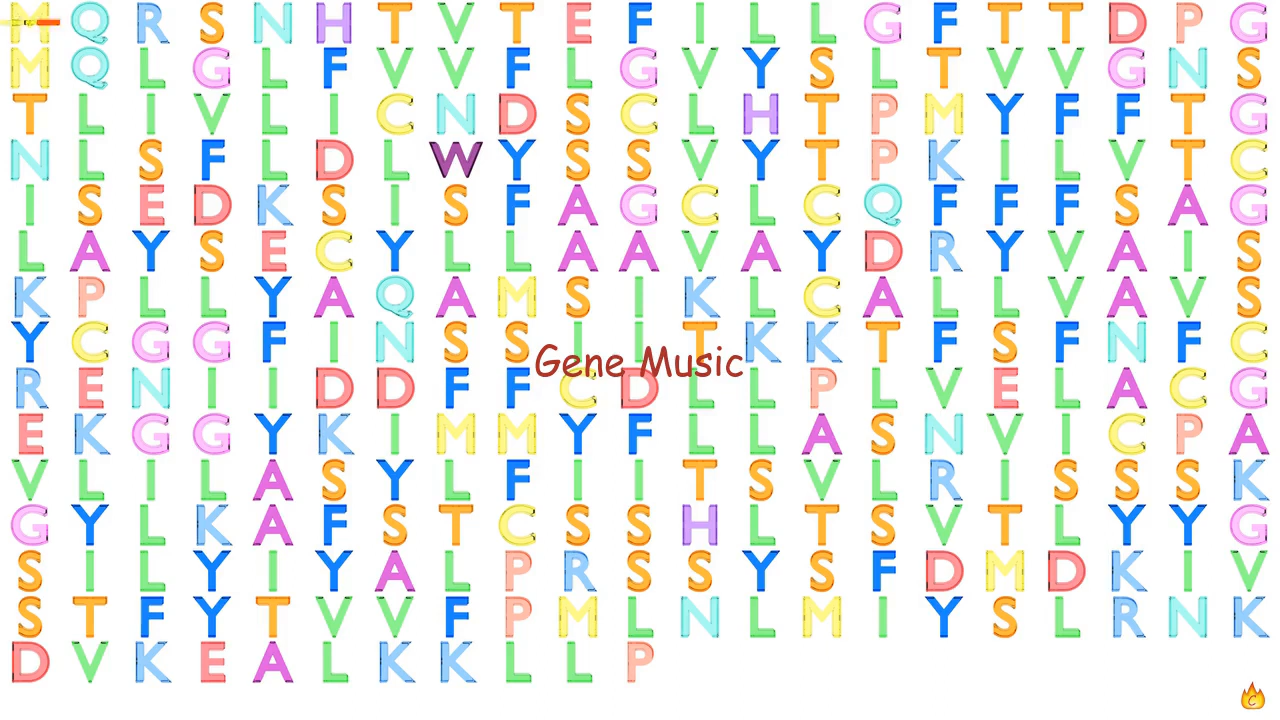 M Q R S N H T V T E F I L L G F T T D P G
M Q L G L F V V F L G V Y S L T V V G N S
T L I V L I C N D S C L H T P M Y F F T G
N L S F L D L W Y S S V Y T P K I L V T C
I S E D K S I S F A G C L C Q F F F S A G
L A Y S E C Y L L A A V A Y D R Y V A I S
K P L L Y A Q A M S I K L C A L L V A V S
Y C G G F I N S S I I T K K T F S F N F C
Gene Music
R E N I I D D F F C D L L P L V E L A C G
E K G G Y K I M M Y F L L A S N V I C P A
V L I L A S Y L F I I T S V L R I S S S K
G Y L K A F S T C S S H L T S V T L Y Y G
S I L Y I Y A L P R S S Y S F D M D K I V
S T F Y T V V F P M L N L M I Y S L R N K
D V K E A L K K L L P
C